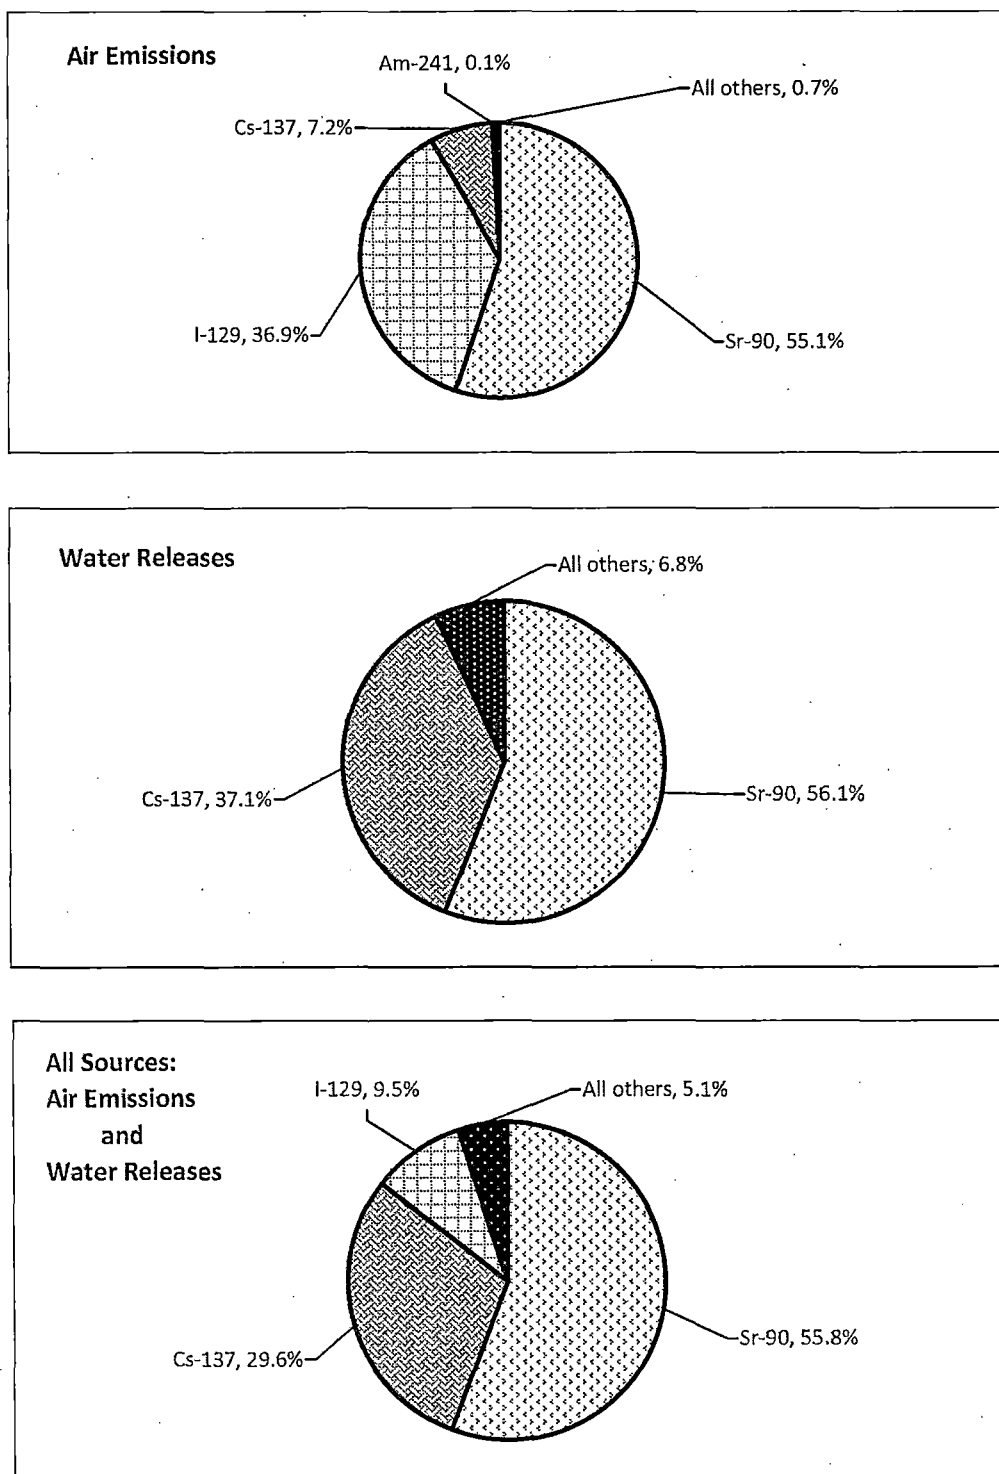 Air Emissions
Am-241, 0.1%
All others, 0.7%
Cs-137, 7.2%
I-129, 36.9%
Sr-90, 55.1%
Water Releases
All others, 6.8%
Cs-137, 37.1%
Sr-90, 56.1%
All Sources:
Air Emissions
and
Water Releases
I-129, 9.5%
All others, 5.1%
Cs-137, 29.6%
Sr-90, 55.8%